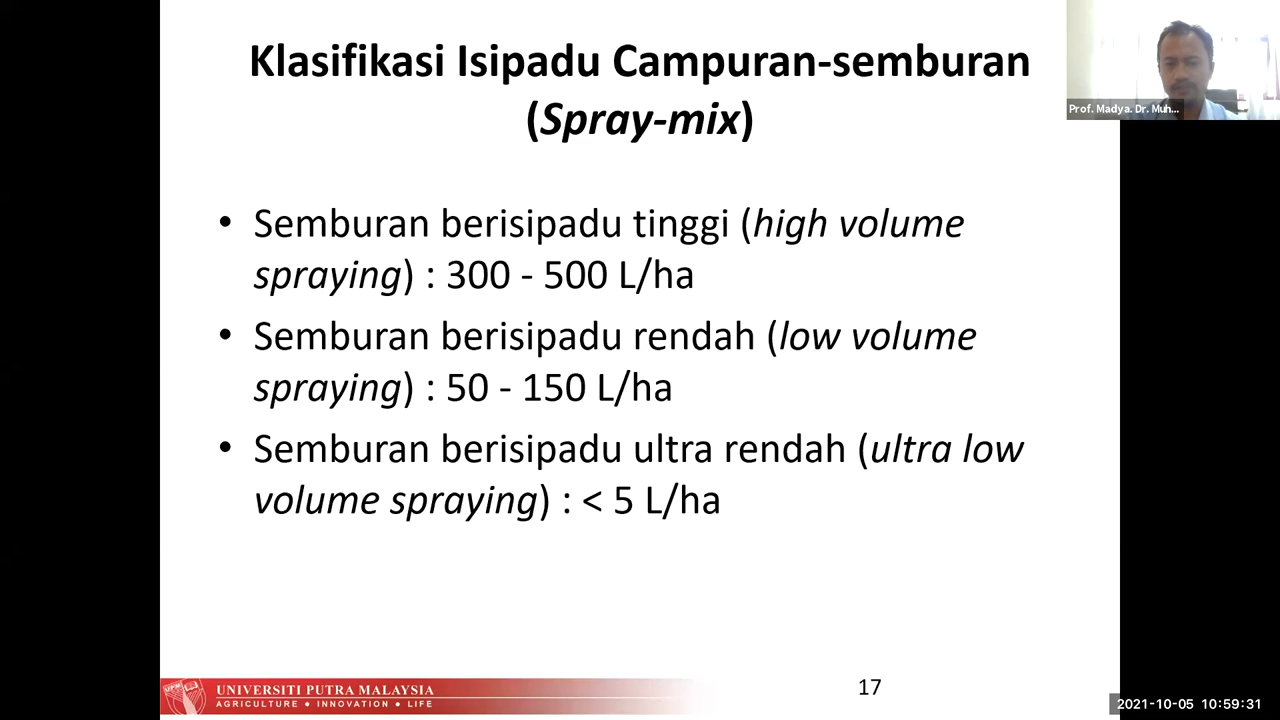 Klasifikasi Isipadu Campuran-semburan
(Spray-mix)
Prof. Madya. Dr. Muh...
• Semburan berisipadu tinggi (high volume
spraying) : 300 - 500 L/ha
• Semburan berisipadu rendah (low volume
spraying) : 50 - 150 L/ha
• Semburan berisipadu ultra rendah (ultra low
volume spraying) : < 5 L/ha
UPM
UNIVERSITI PUTRA MALAYSIA
AGRICULTURE • INNOVATION • LIFE
17
2021-10-05 10:59:31